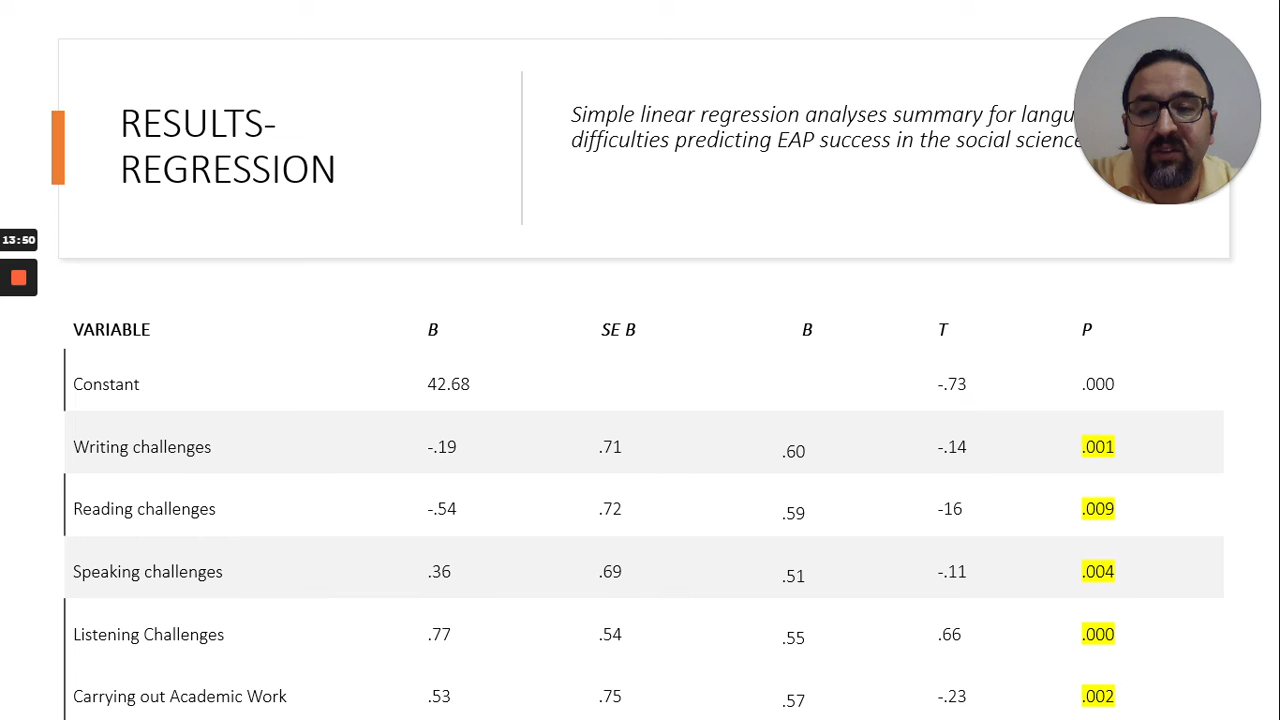 RESULTS-
REGRESSION
Simple linear regression analyses summary for
difficulties predicting EAP success in the social
13:50
VARIABLE B SE B B T P
Constant 42.68 -.73 .000
Writing challenges -.19 .71 .60 -.14 .001
Reading challenges -.54 .72 .59 -16 .009
Speaking challenges .36 .69 .51 -.11 .004
Listening Challenges .77 .54 .55 .66 .000
Carrying out Academic Work .53 .75 .57 -.23 .002